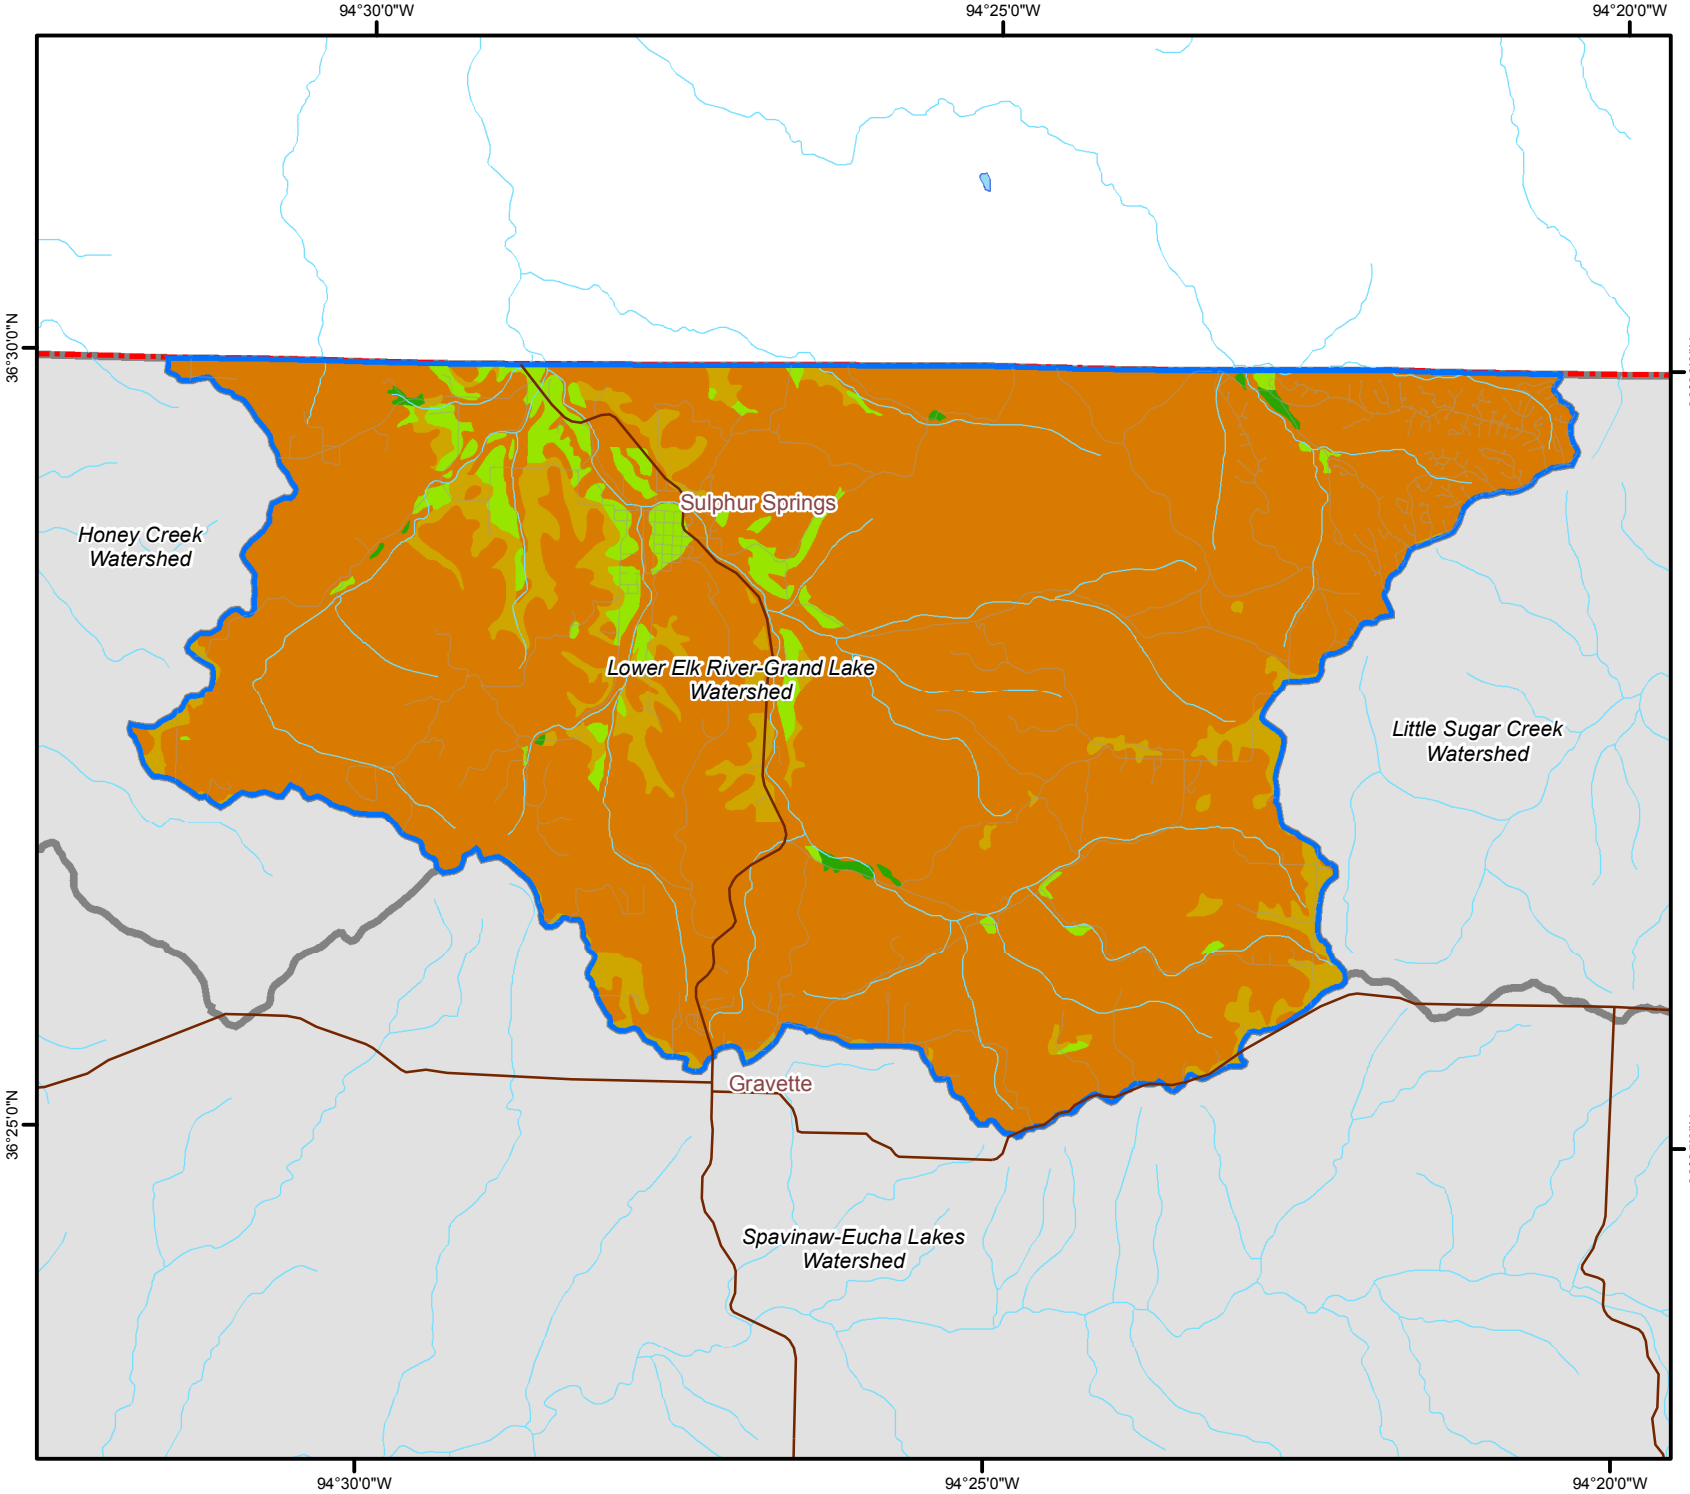 94°30'0"W
94°25'0"W
94°20'0"W
36°30'0"N
Sulphur Springs
Honey Creek
Watershed
Lower Elk River-Grand Lake
Watershed
Little Sugar Creek
Watershed
Gravette
36°25'0"N
Spavinaw-Eucha Lakes
Watershed
94°30'0"W
94°25'0"W
94°20'0"W